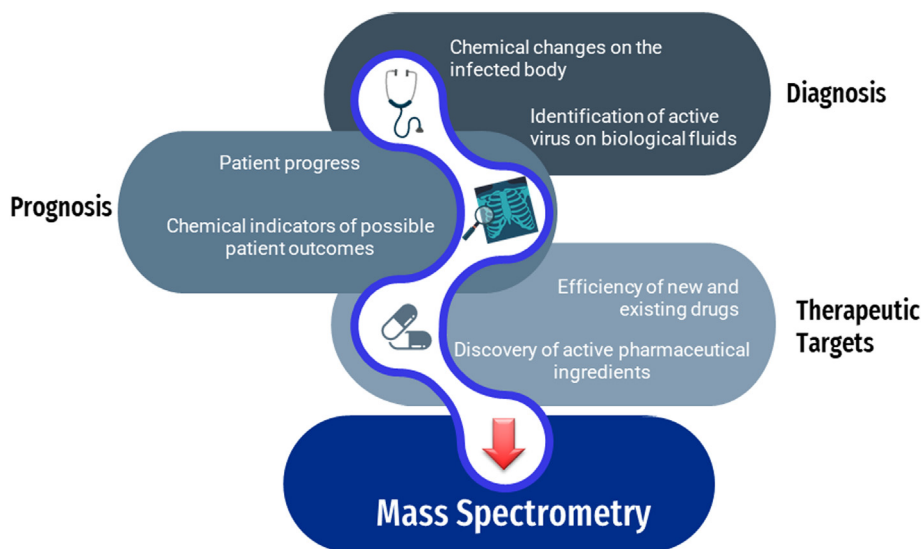 Chemical changes on the
infected body
Diagnosis
Identification of active
virus on biological fluids
Patient progress
Prognosis
Chemical indicators of possible
patient outcomes
Efficiency of new and
existing drugs
Therapeutic
Targets
Discovery of active pharmaceutical
ingredients
Mass Spectrometry